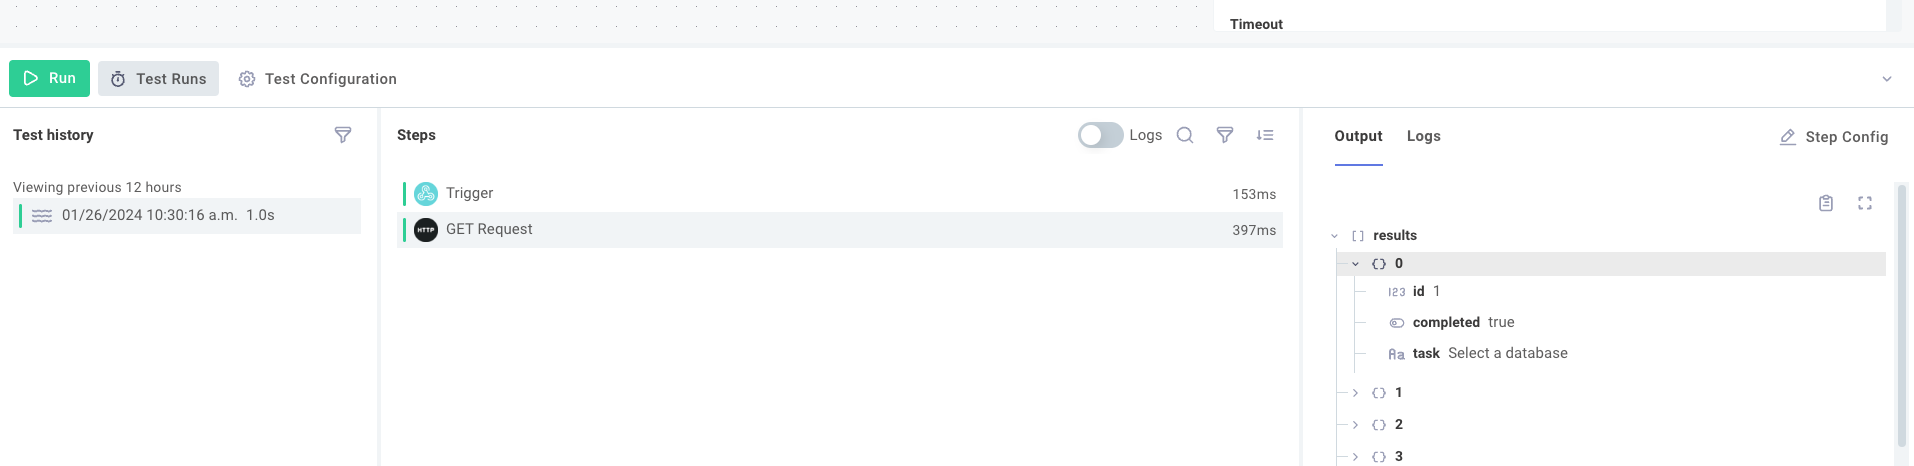 Timeout
Run
Test Runs
Test Configuration
Test history
Viewing previous 12 hours
01/26/2024 10:30:16 a.m. 1.0s
Steps
Logs
Trigger
153ms
HTTP
GET Request
397ms
Output
Logs
Step Config
[ ] results
{} 0
123 id 1
completed true
Aa task Select a database
{} 1
{} 2
{} 3